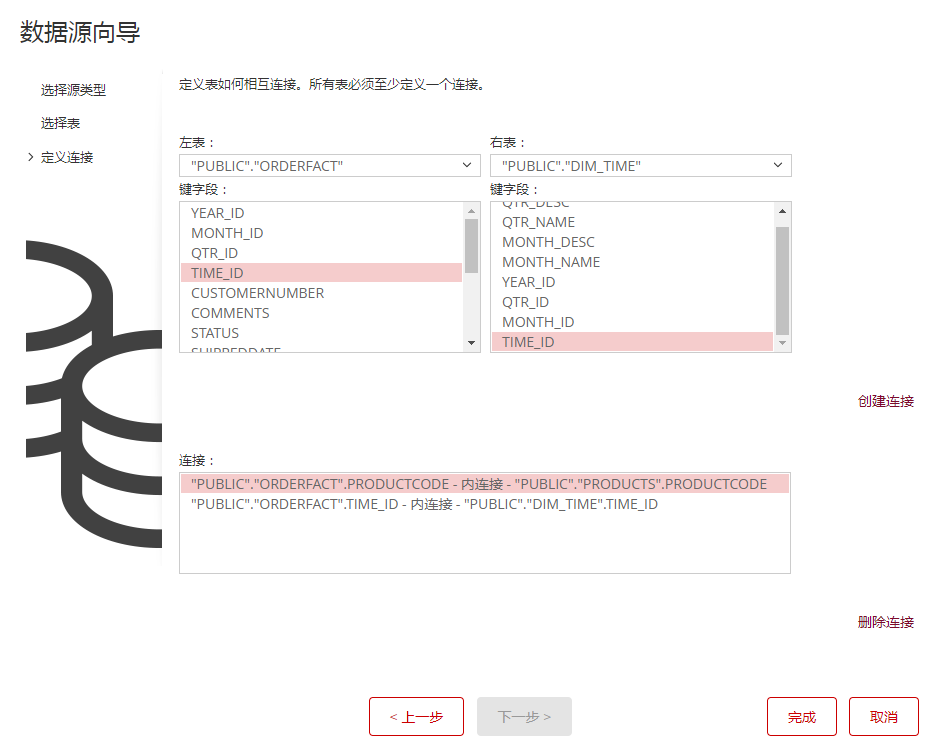 数据源向导
选择源类型
选择表
定义连接
定义表如何相互连接。所有表必须至少定义一个连接。
左表：
右表：
"PUBLIC"."ORDERFACT"
"PUBLIC"."DIM_TIME"
键字段：
键字段：
YEAR_ID
MONTH_ID
QTR_ID
TIME_ID
CUSTOMERNUMBER
COMMENTS
STATUS
SHIPPEDDATE
QTR_DESC
QTR_NAME
MONTH_DESC
MONTH_NAME
YEAR_ID
QTR_ID
MONTH_ID
TIME_ID
创建连接
连接：
"PUBLIC"."ORDERFACT".PRODUCTCODE - 内连接 - "PUBLIC"."PRODUCTS".PRODUCTCODE
"PUBLIC"."ORDERFACT".TIME_ID - 内连接 - "PUBLIC"."DIM_TIME".TIME_ID
删除连接
< 上一步
下一步 >
完成
取消